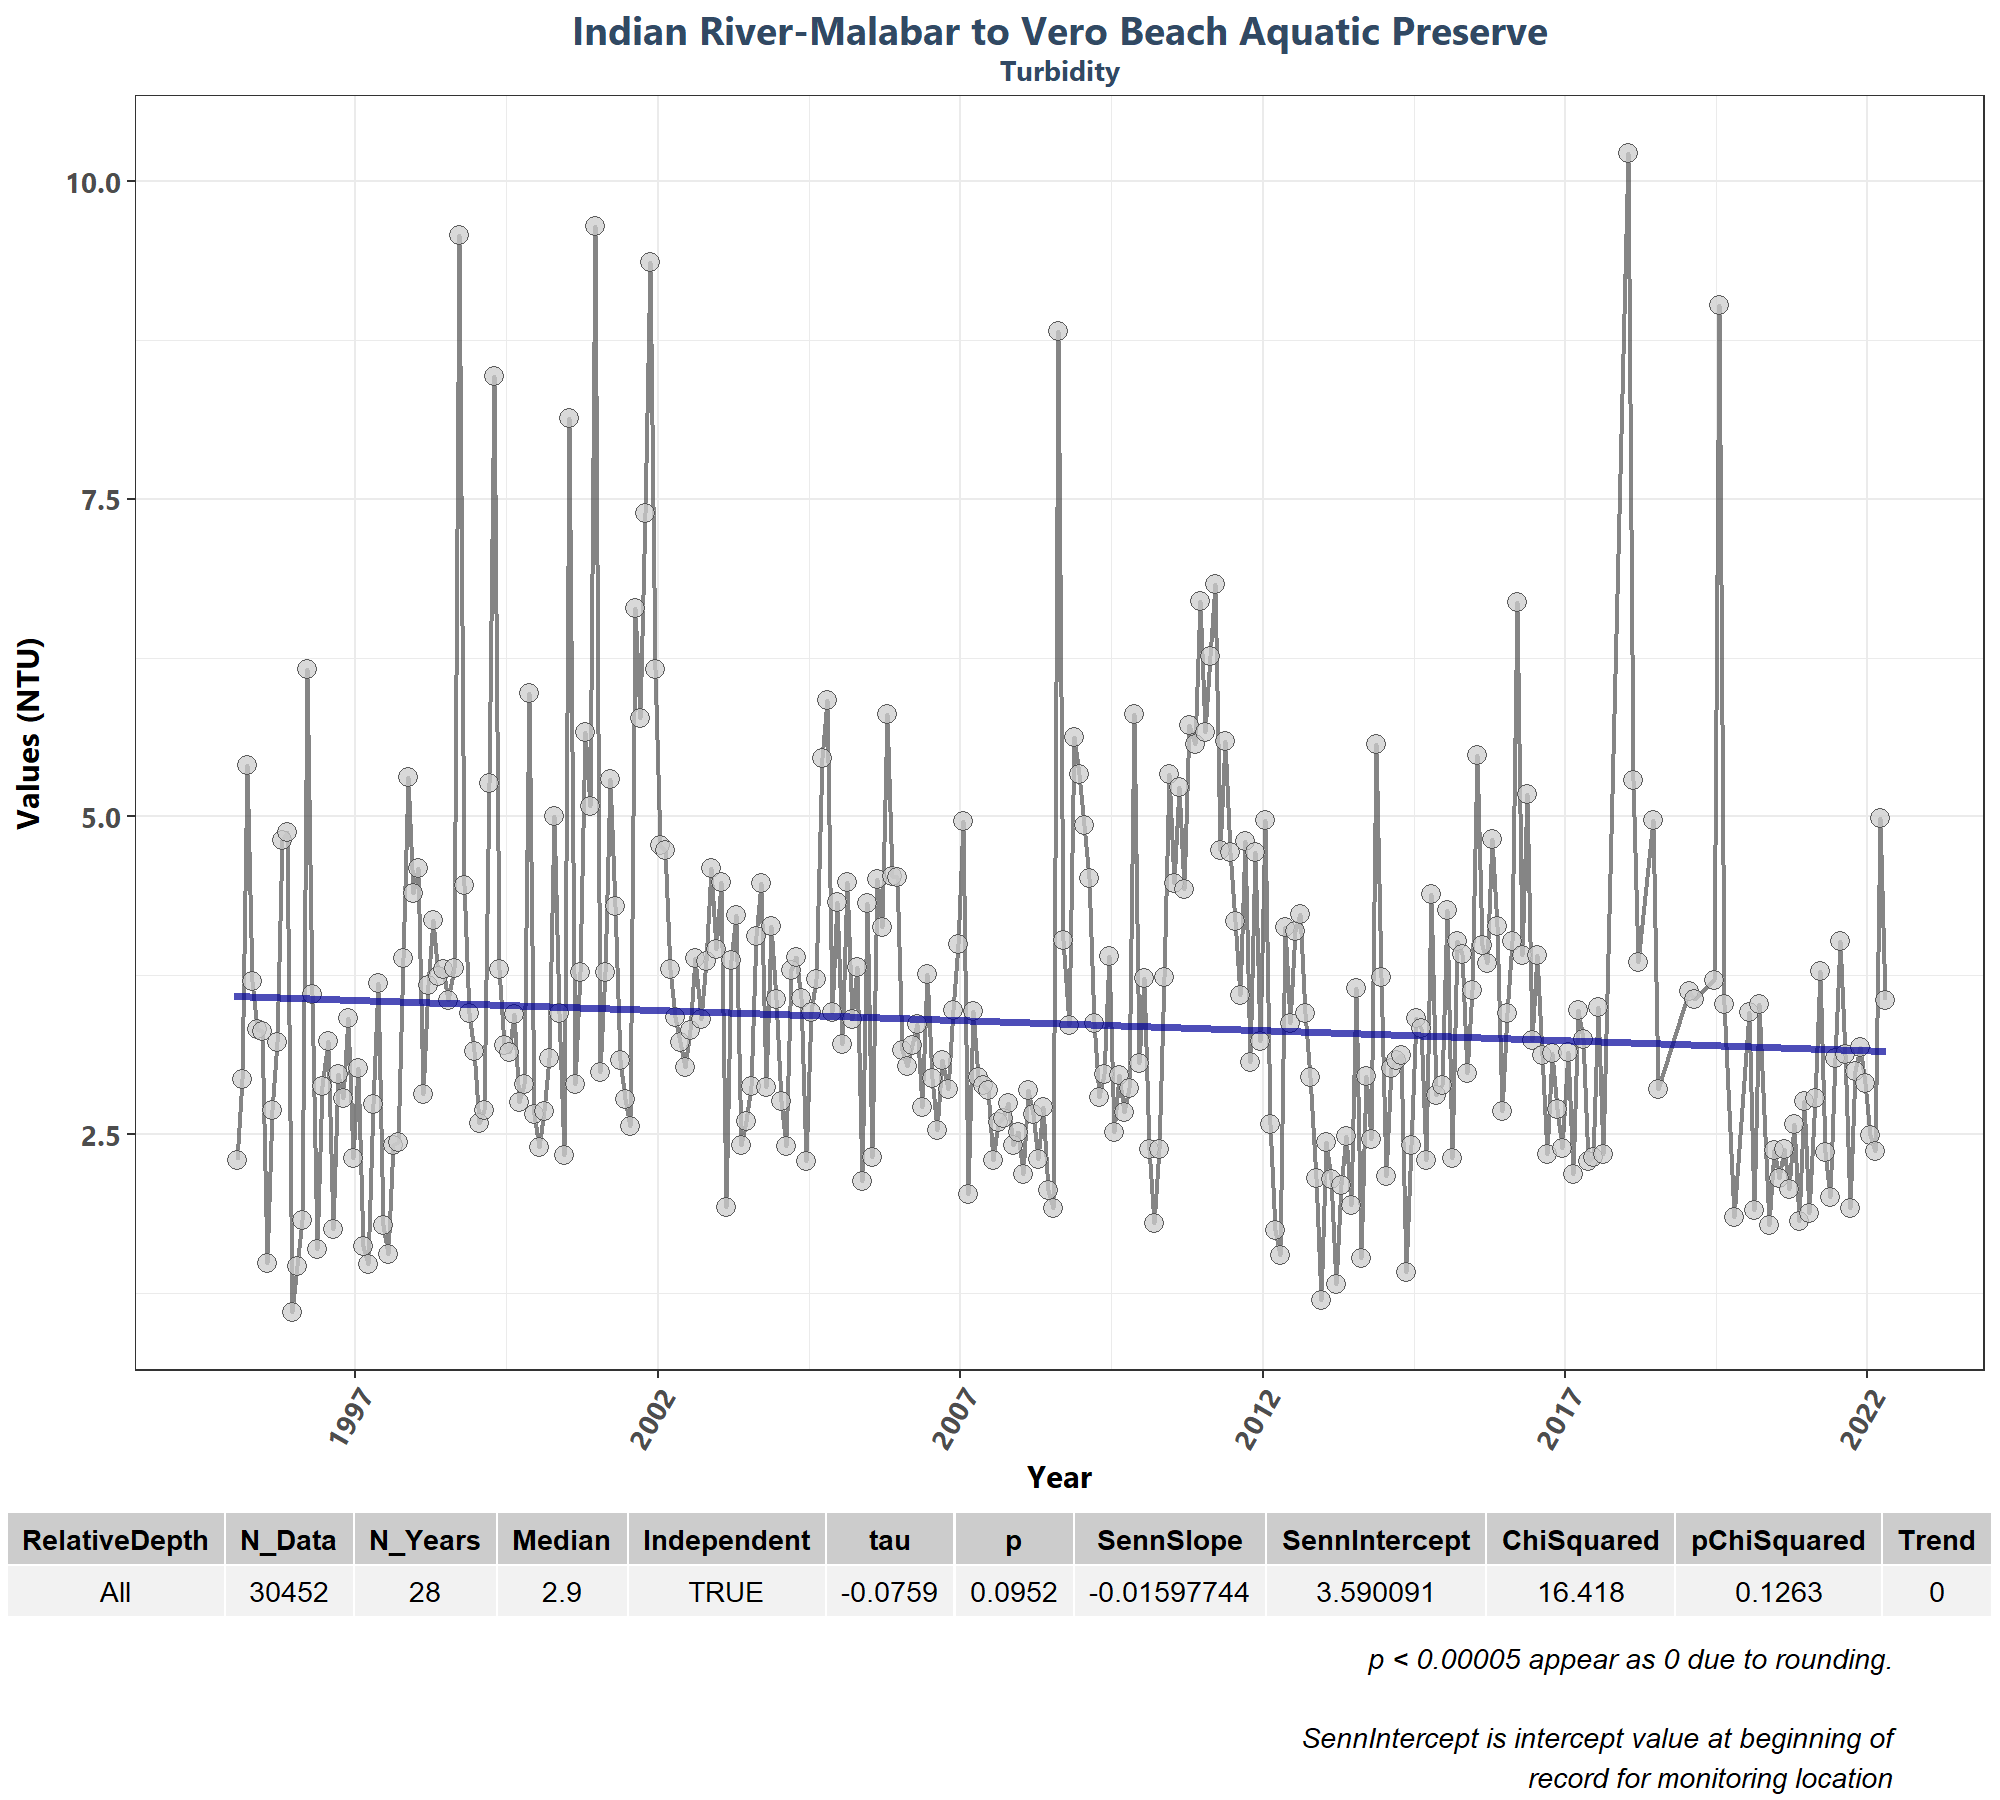 Indian River-Malabar to Vero Beach Aquatic Preserve
Turbidity
Values (NTU)
10.0
7.5
5.0
2.5
1997
2002
2007
2012
2017
2022
Year
RelativeDepth N_Data N_Years Median Independent tau p SennSlope SennIntercept ChiSquared pChiSquared Trend
All 30452 28 2.9 TRUE -0.0759 0.0952 -0.01597744 3.590091 16.418 0.1263 0
p < 0.00005 appear as 0 due to rounding.
SennIntercept is intercept value at beginning of
record for monitoring location